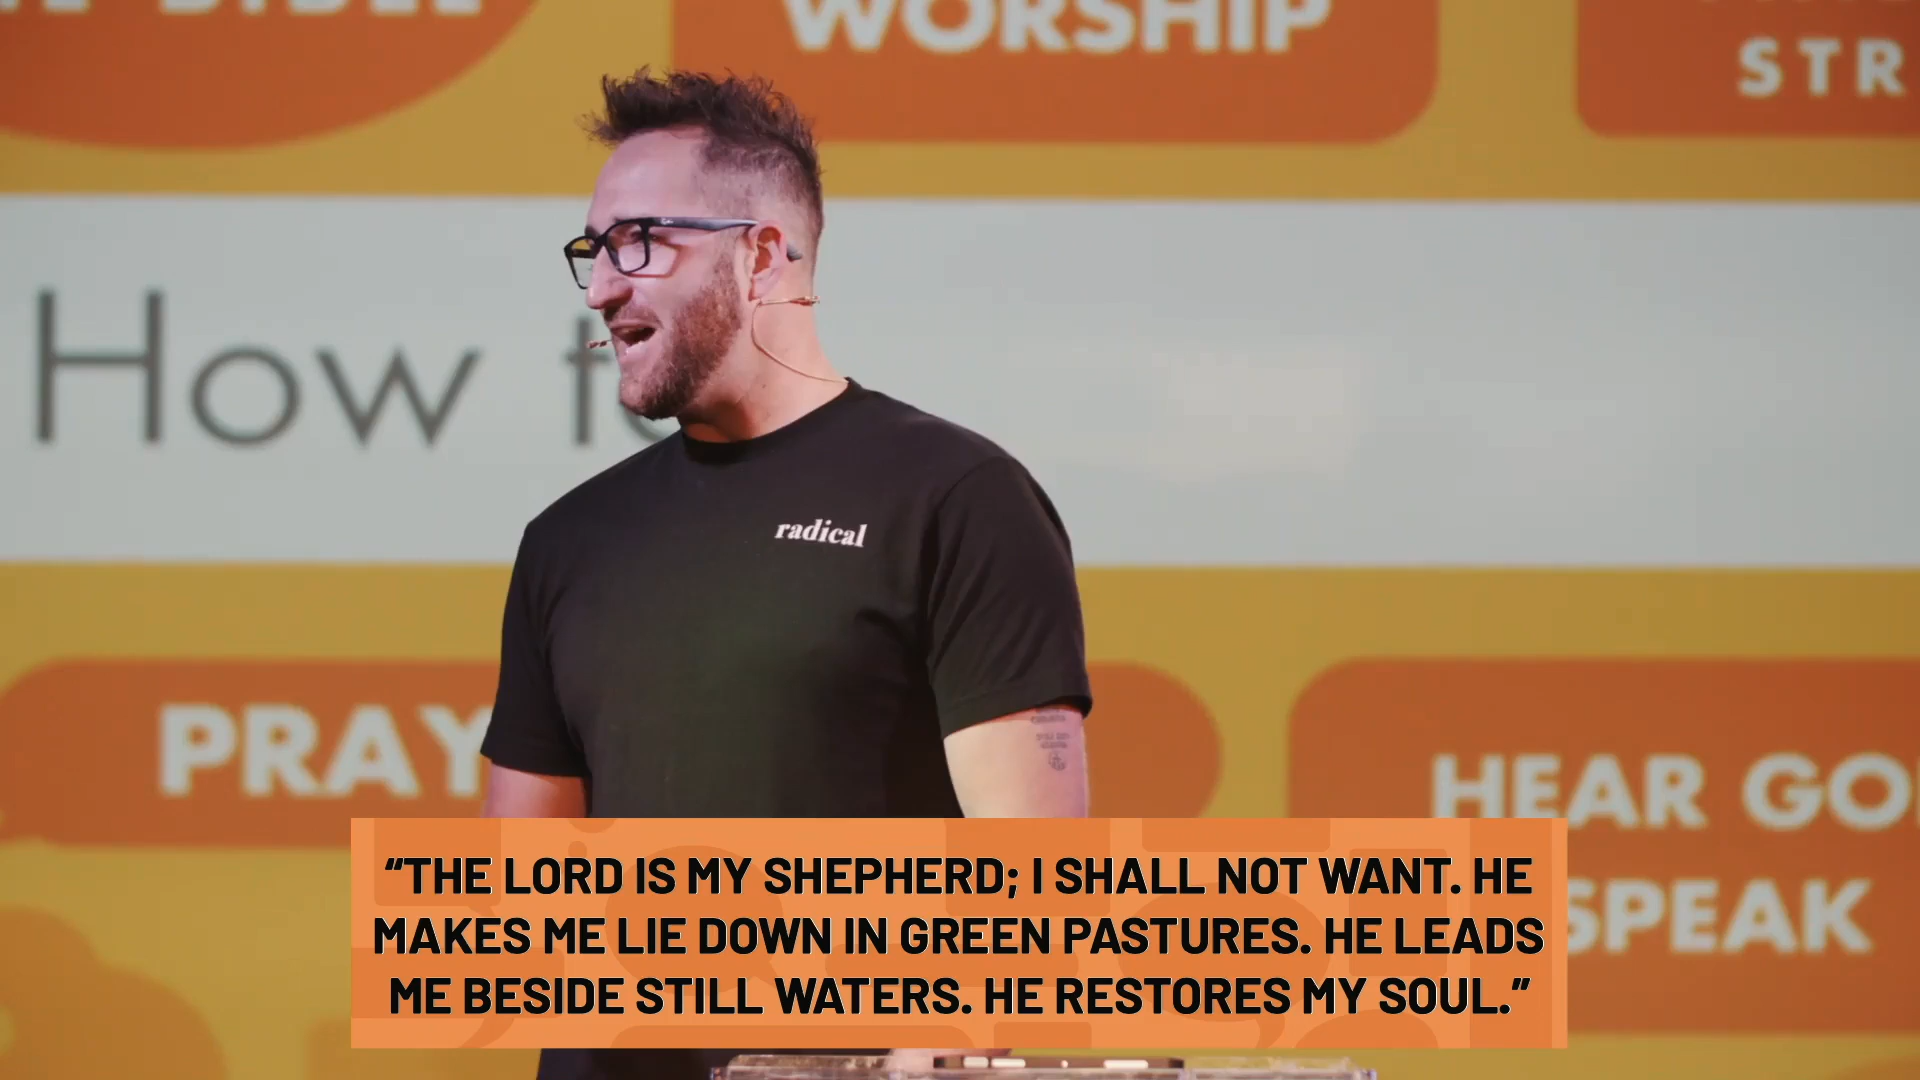 WORSHIP
STR
How t
radical
PRAY
HEAR GO
SPEAK
“THE LORD IS MY SHEPHERD; I SHALL NOT WANT. HE
MAKES ME LIE DOWN IN GREEN PASTURES. HE LEADS
ME BESIDE STILL WATERS. HE RESTORES MY SOUL.”